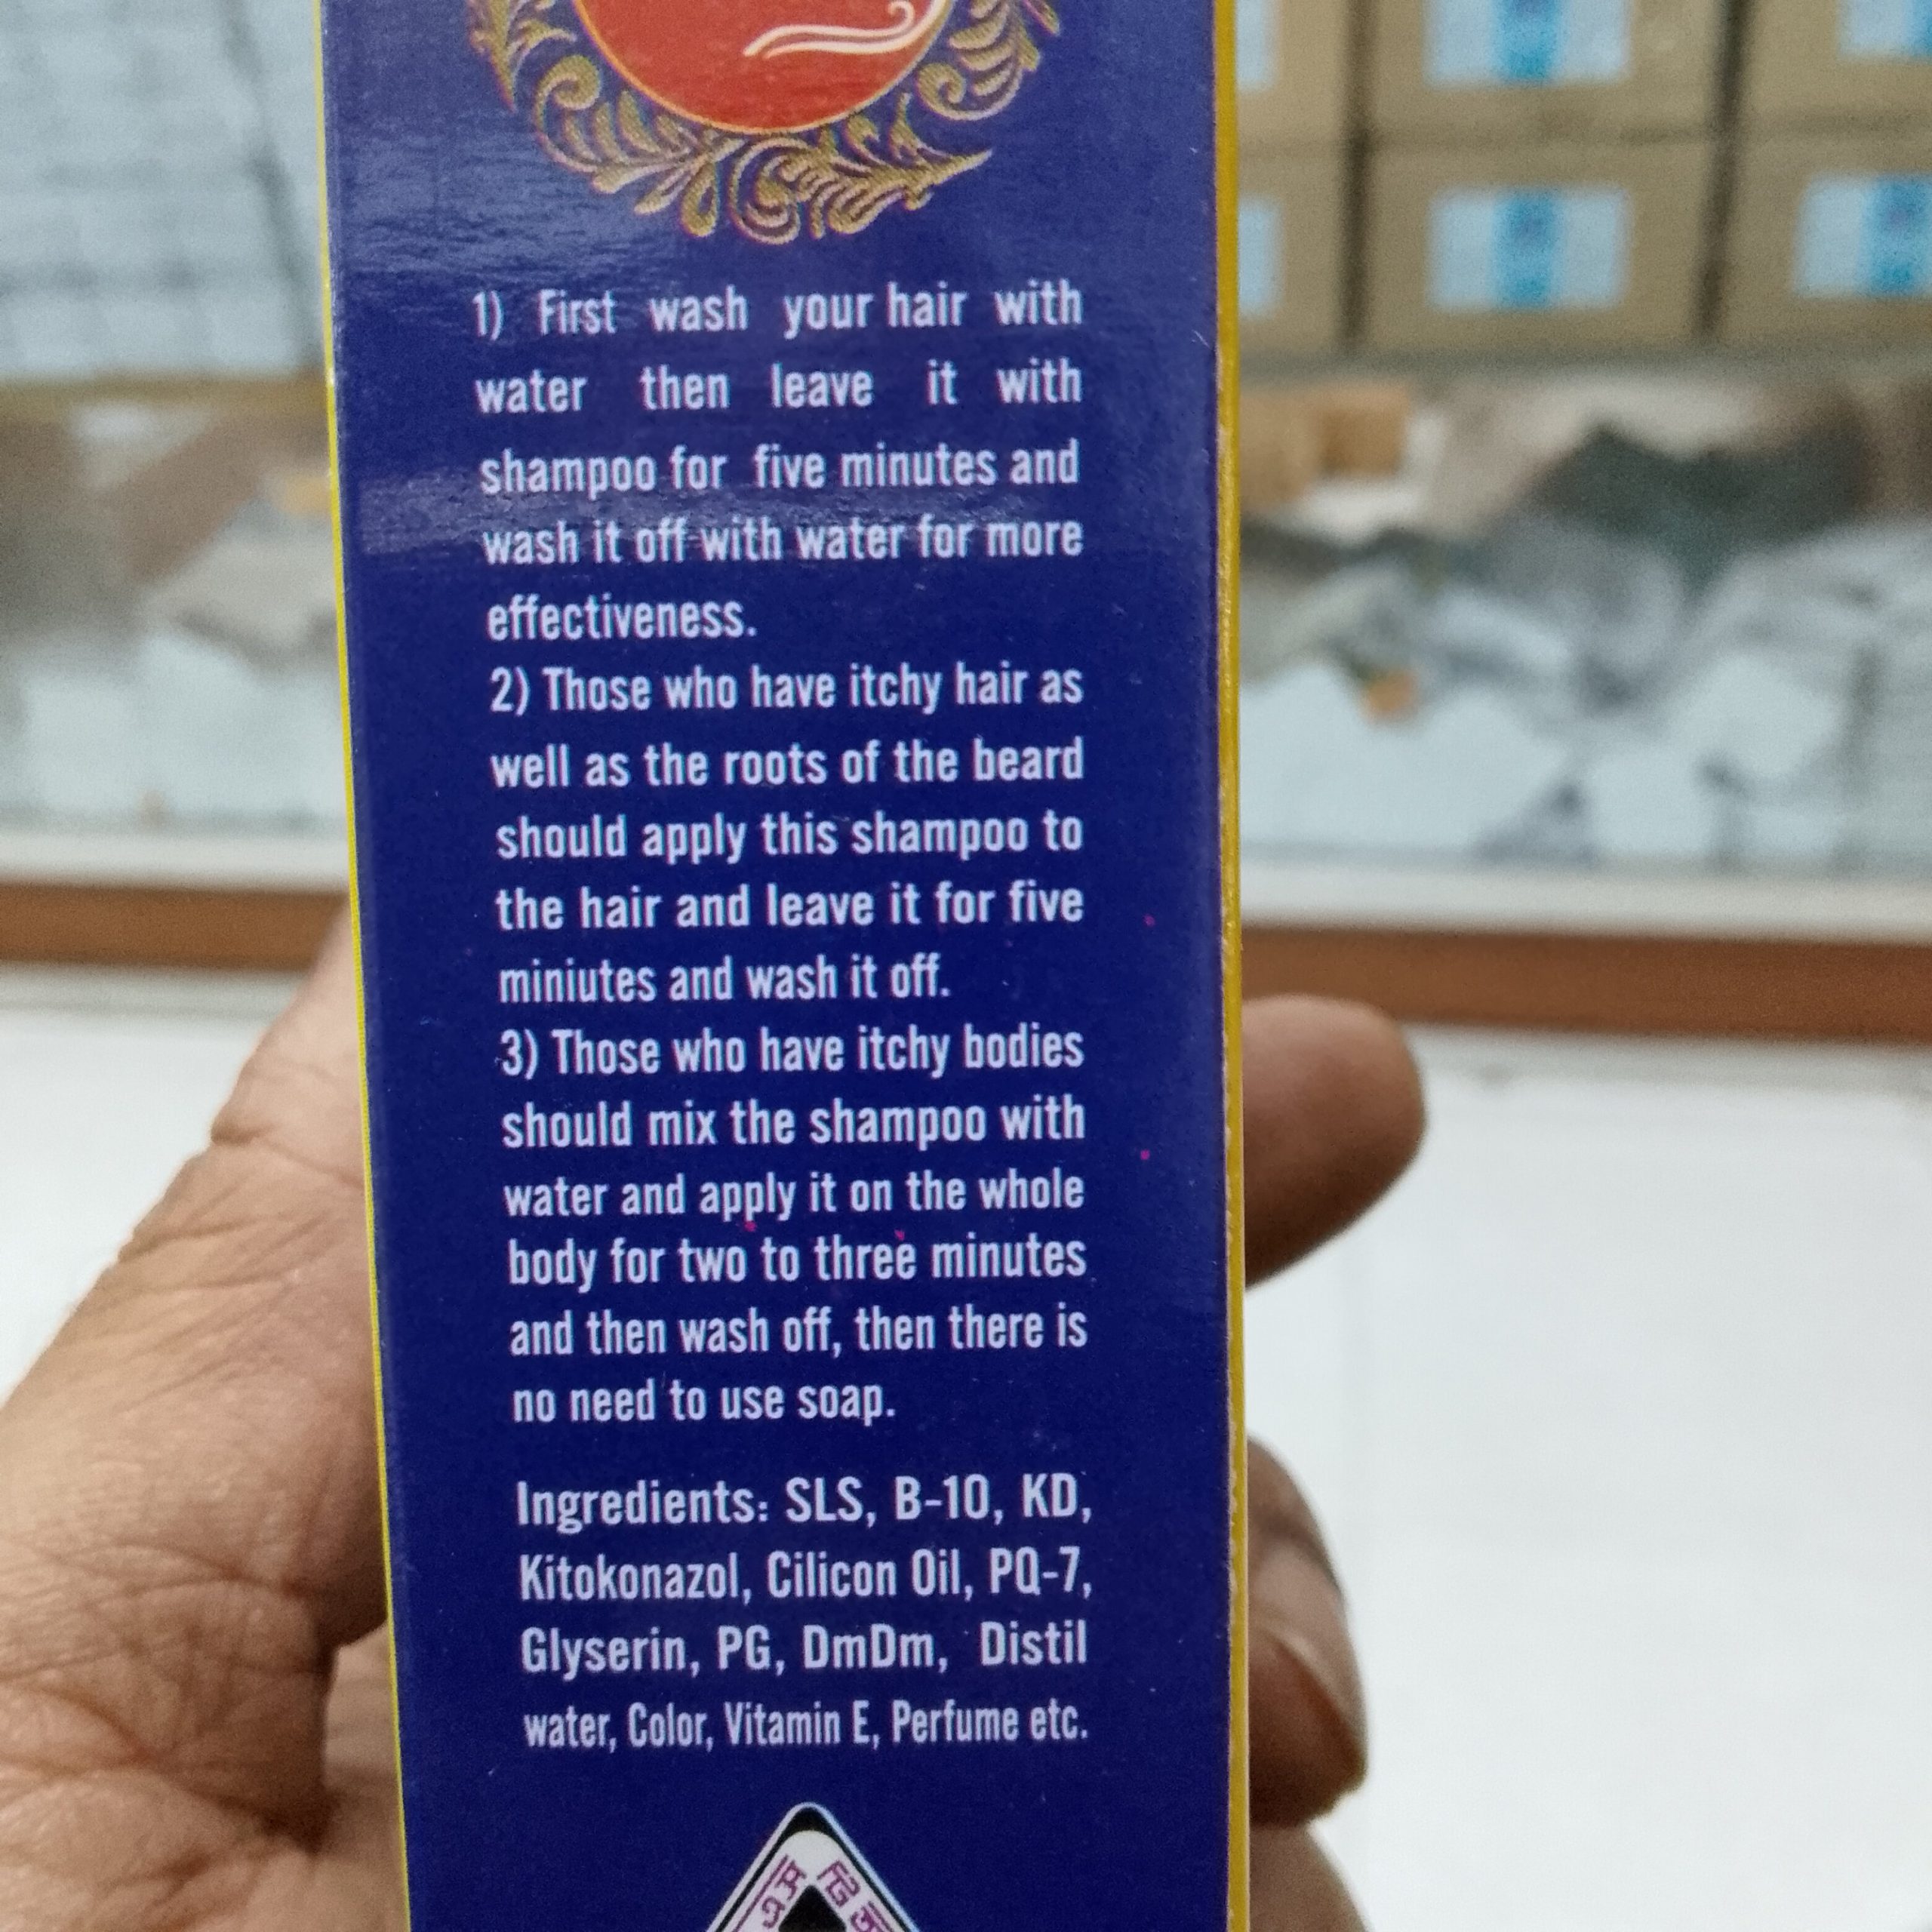 1) First wash your hair with
water then leave it with
shampoo for five minutes and
wash it off with water for more
effectiveness.
2) Those who have itchy hair as
well as the roots of the beard
should apply this shampoo to
the hair and leave it for five
miniutes and wash it off.
3) Those who have itchy bodies
should mix the shampoo with
water and apply it on the whole
body for two to three minutes
and then wash off, then there is
no need to use soap.
Ingredients: SLS, B-10, KD,
Kitokonazol, Cilicon Oil, PQ-7,
Glyserin, PG, DmDm, Distil
water, Color, Vitamin E, Perfume etc.